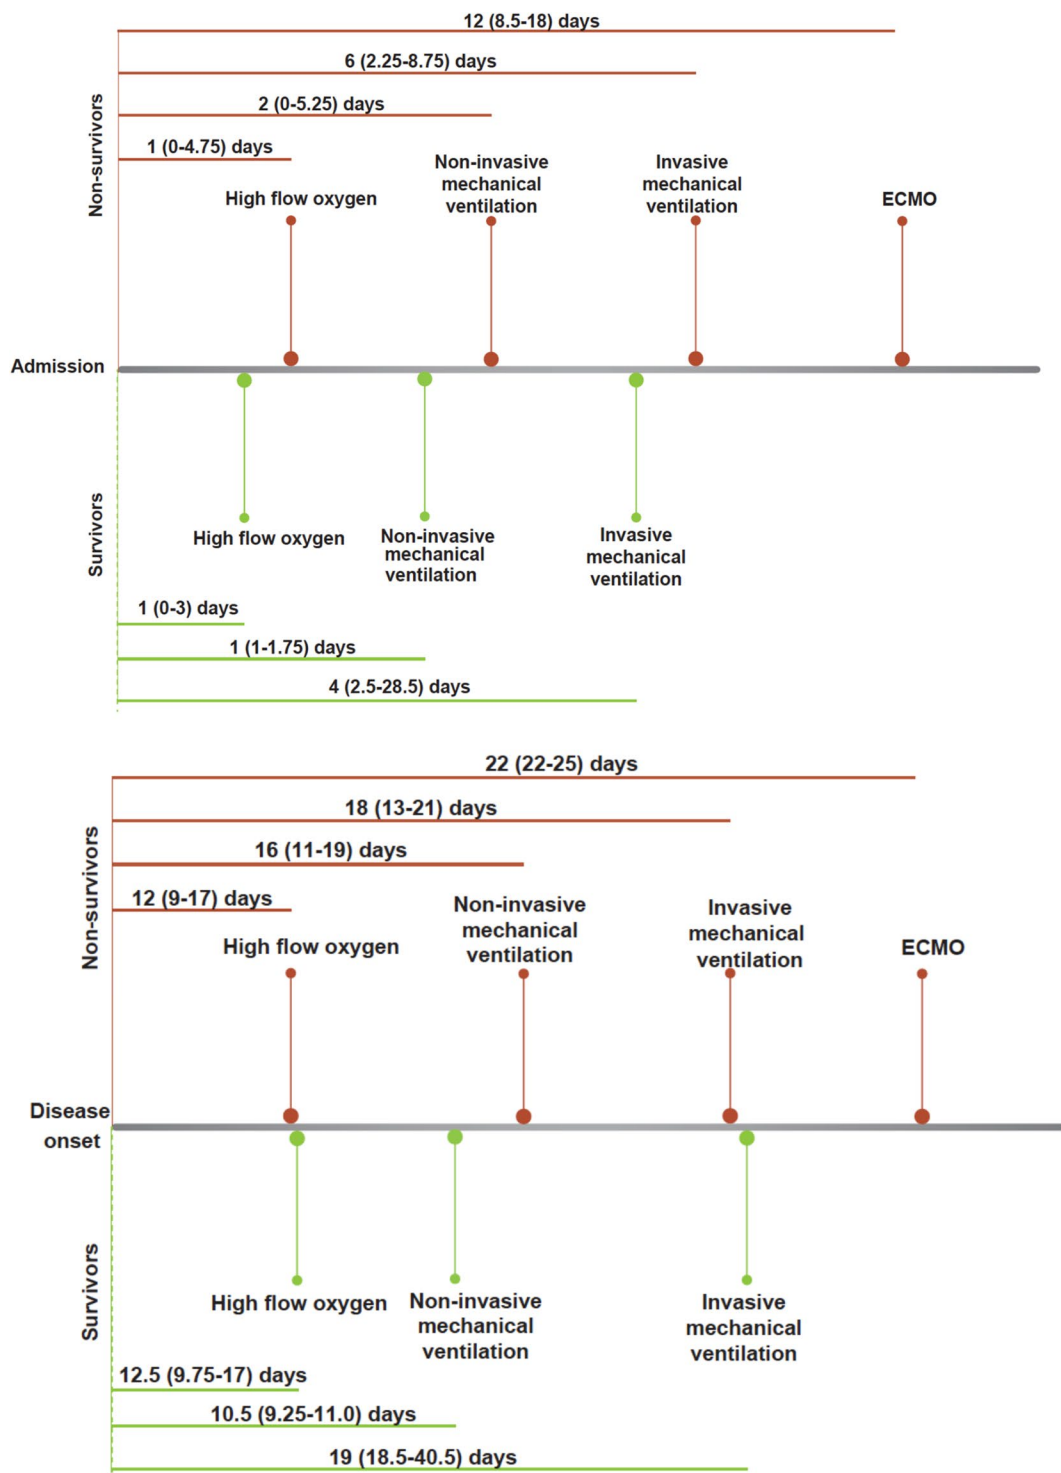 12 (8.5-18) days
6 (2.25-8.75) days
2 (0-5.25) days
1 (0-4.75) days
Non-survivors
High flow oxygen
Non-invasive
mechanical
ventilation
Invasive
mechanical
ventilation
ECMO
Admission
Survivors
High flow oxygen
Non-invasive
mechanical
ventilation
Invasive
mechanical
ventilation
1 (0-3) days
1 (1-1.75) days
4 (2.5-28.5) days
22 (22-25) days
18 (13-21) days
16 (11-19) days
12 (9-17) days
Non-survivors
High flow oxygen
Non-invasive
mechanical
ventilation
Invasive
mechanical
ventilation
ECMO
Disease
onset
Survivors
High flow oxygen
Non-invasive
mechanical
ventilation
Invasive
mechanical
ventilation
12.5 (9.75-17) days
10.5 (9.25-11.0) days
19 (18.5-40.5) days